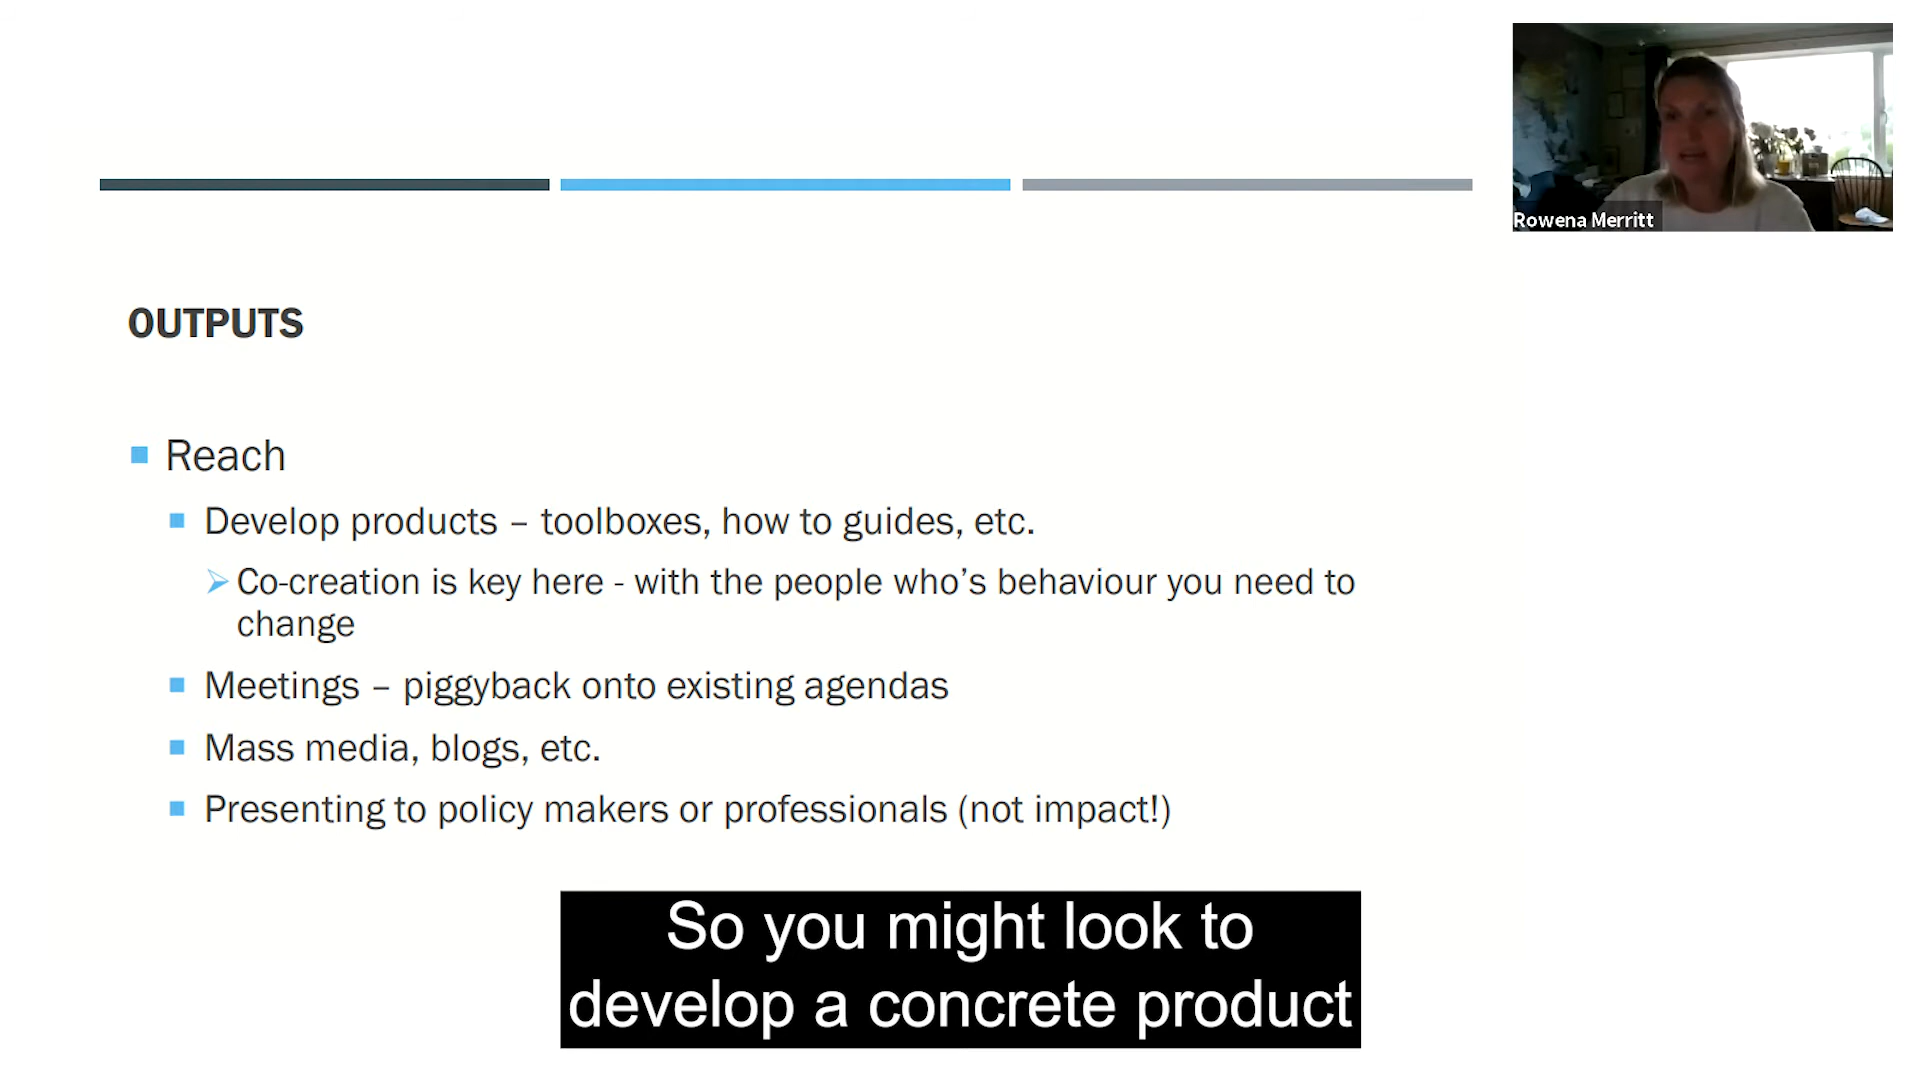 Rowena Merritt
OUTPUTS
Reach
Develop products – toolboxes, how to guides, etc.
Co-creation is key here - with the people who’s behaviour you need to
change
Meetings – piggyback onto existing agendas
Mass media, blogs, etc.
Presenting to policy makers or professionals (not impact!)
So you might look to
develop a concrete product